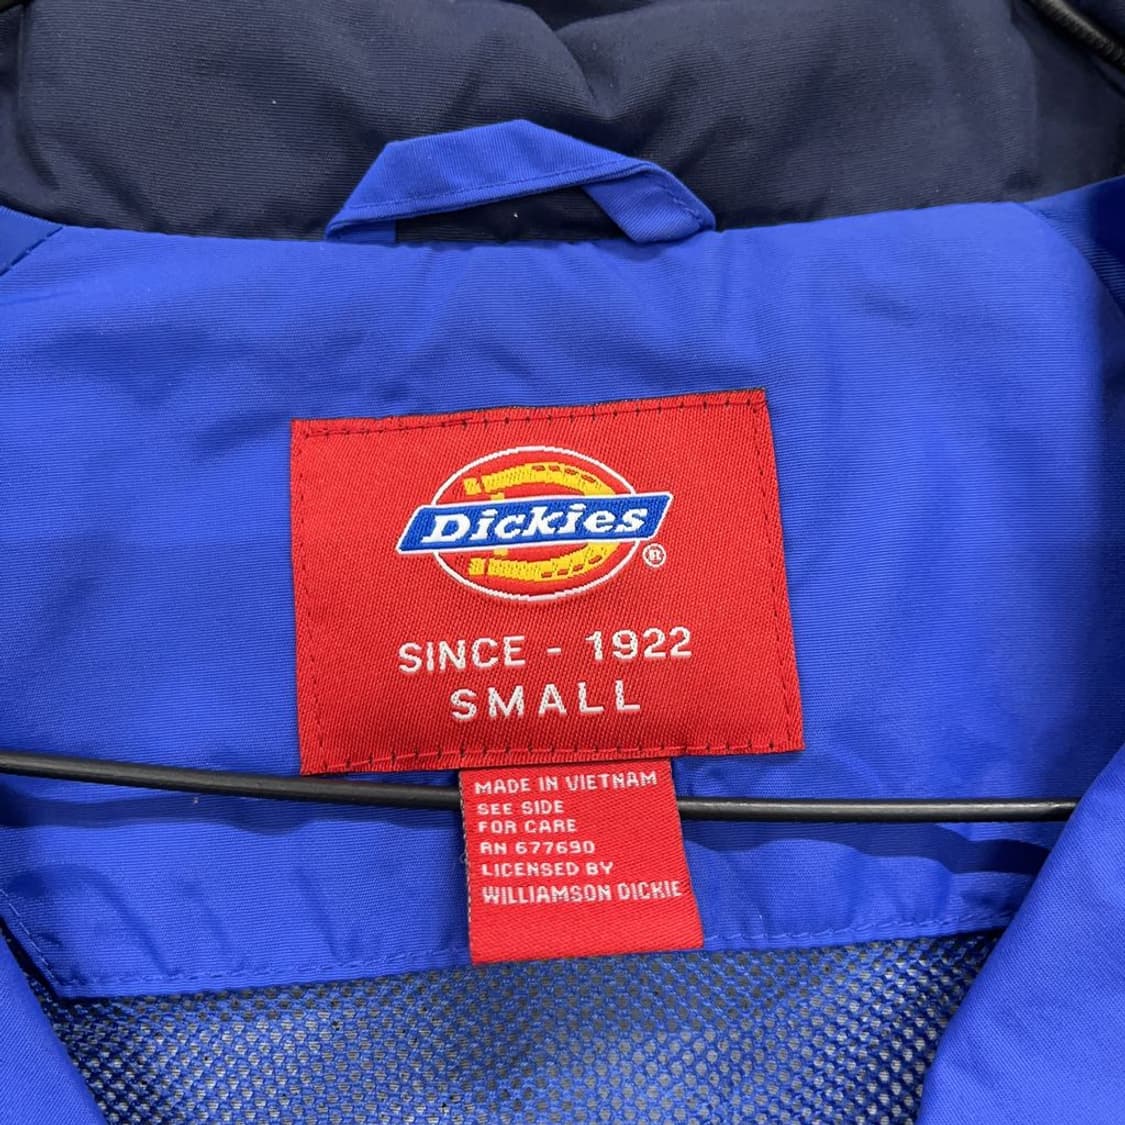 Dickies
®
SINCE - 1922
SMALL
MADE IN VIETNAM
SEE SIDE
FOR CARE
RN 677690
LICENSED BY
WILLIAMSON DICKIE